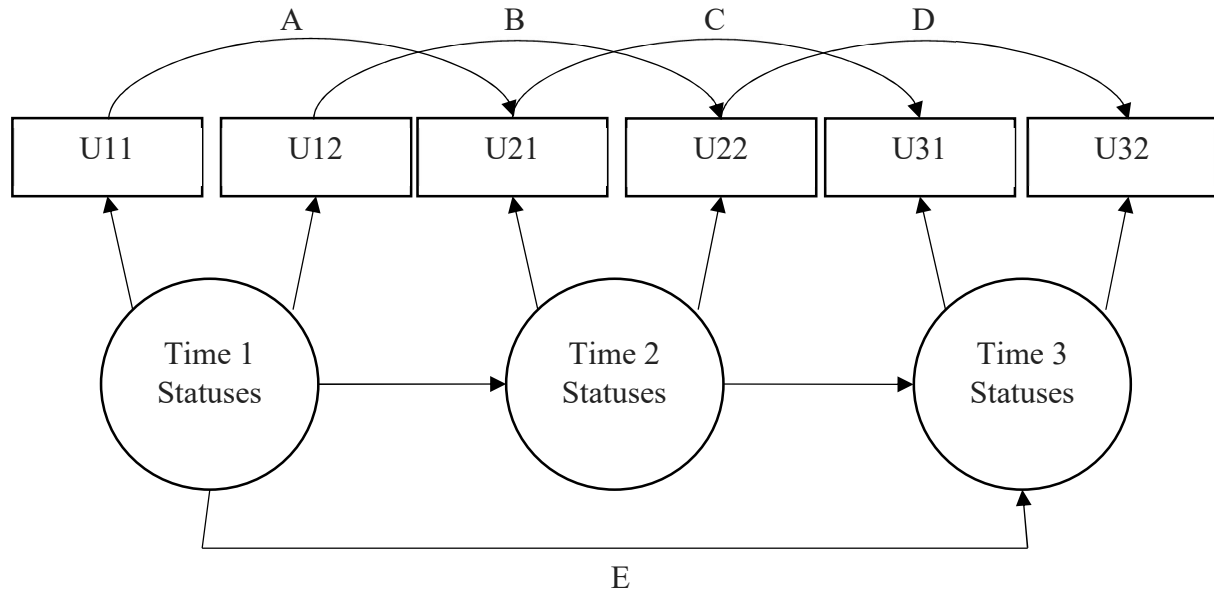 A B C D
U11 U12 U21 U22 U31 U32
Time 1 Time 2 Time 3
Statuses Statuses Statuses
E